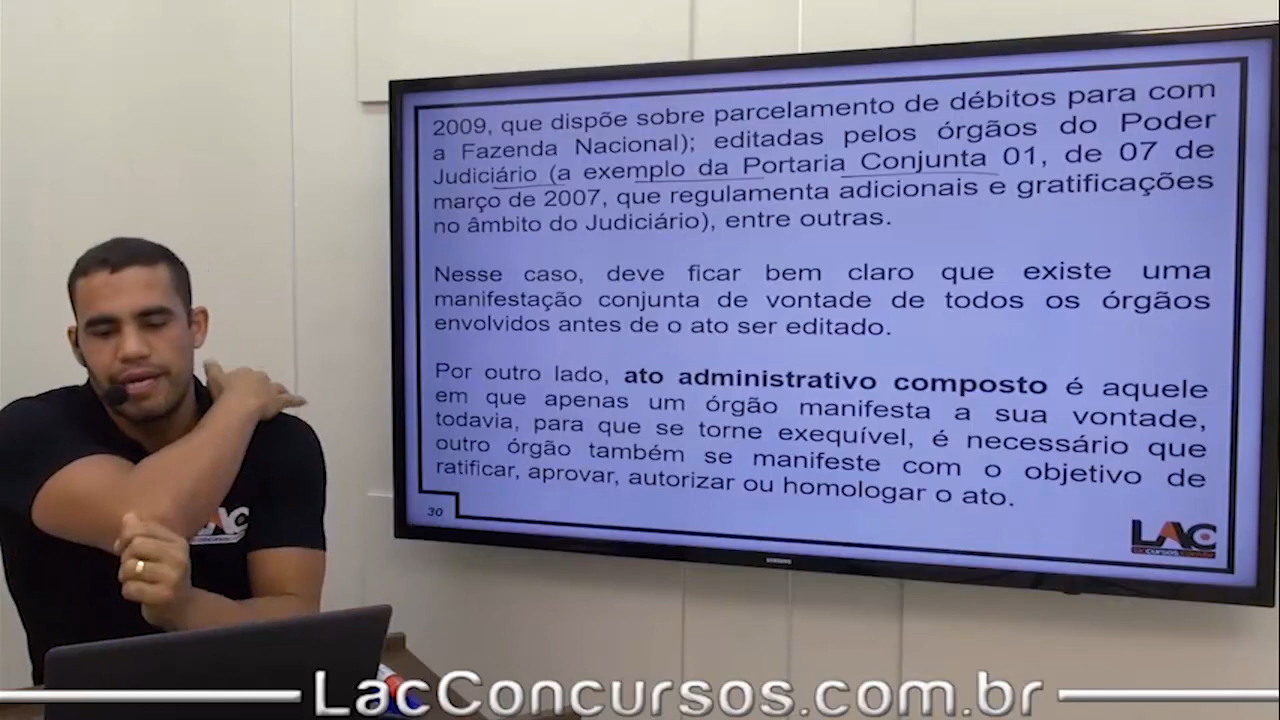 2009, que dispõe sobre parcelamento de débitos para com
a Fazenda Nacional); editadas pelos órgãos do Poder
Judiciário (a exemplo da Portaria Conjunta 01, de 07 de
março de 2007, que regulamenta adicionais e gratificações
no âmbito do Judiciário), entre outras.
Nesse caso, deve ficar bem claro que existe uma
manifestação conjunta de vontade de todos os órgãos
envolvidos antes de o ato ser editado.
Por outro lado, ato administrativo composto é aquele
em que apenas um órgão manifesta a sua vontade,
todavia, para que se torne exequível, é necessário que
outro órgão também se manifeste com o objetivo de
ratificar, aprovar, autorizar ou homologar o ato.
30
LAC
laccursos.com.br
SAMSUNG
LAC
LacConcursos.com.br